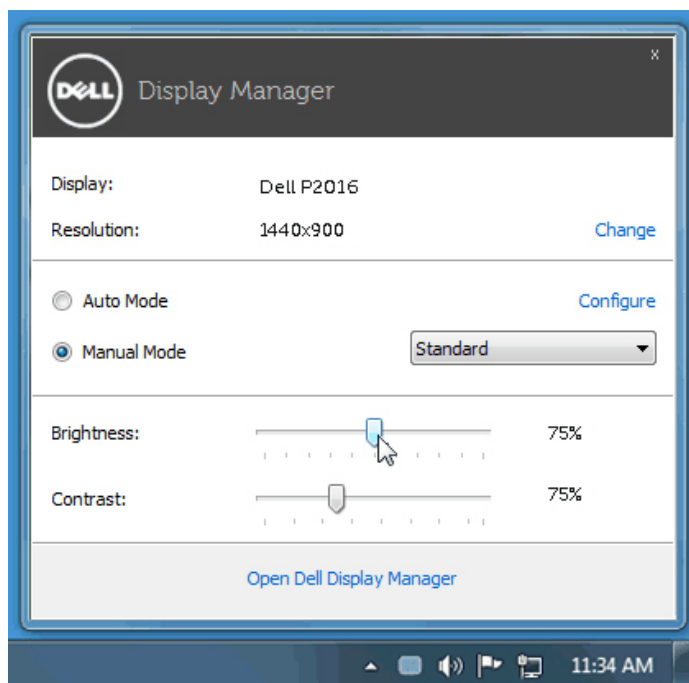 x
DELL Display Manager
Display: Dell P2016
Resolution: 1440x900 Change
Auto Mode Configure
Manual Mode Standard
Brightness: 75%
Contrast: 75%
Open Dell Display Manager
11:34 AM